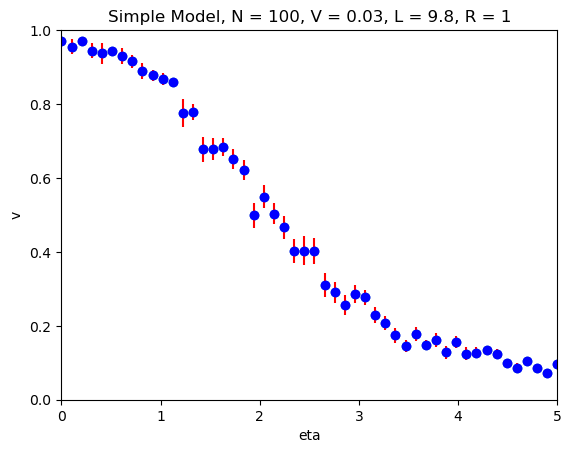 Simple Model, N = 100, V = 0.03, L = 9.8, R = 1
1.0
0.8
0.6
0.4
0.2
0.0
v
0 1 2 3 4 5
eta